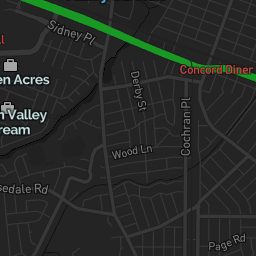 Sidney Pl
Concord Diner
en Acres
Derby St
Valley
ream
Cochran Pl
Wood Ln
sedale Rd
Page Rd